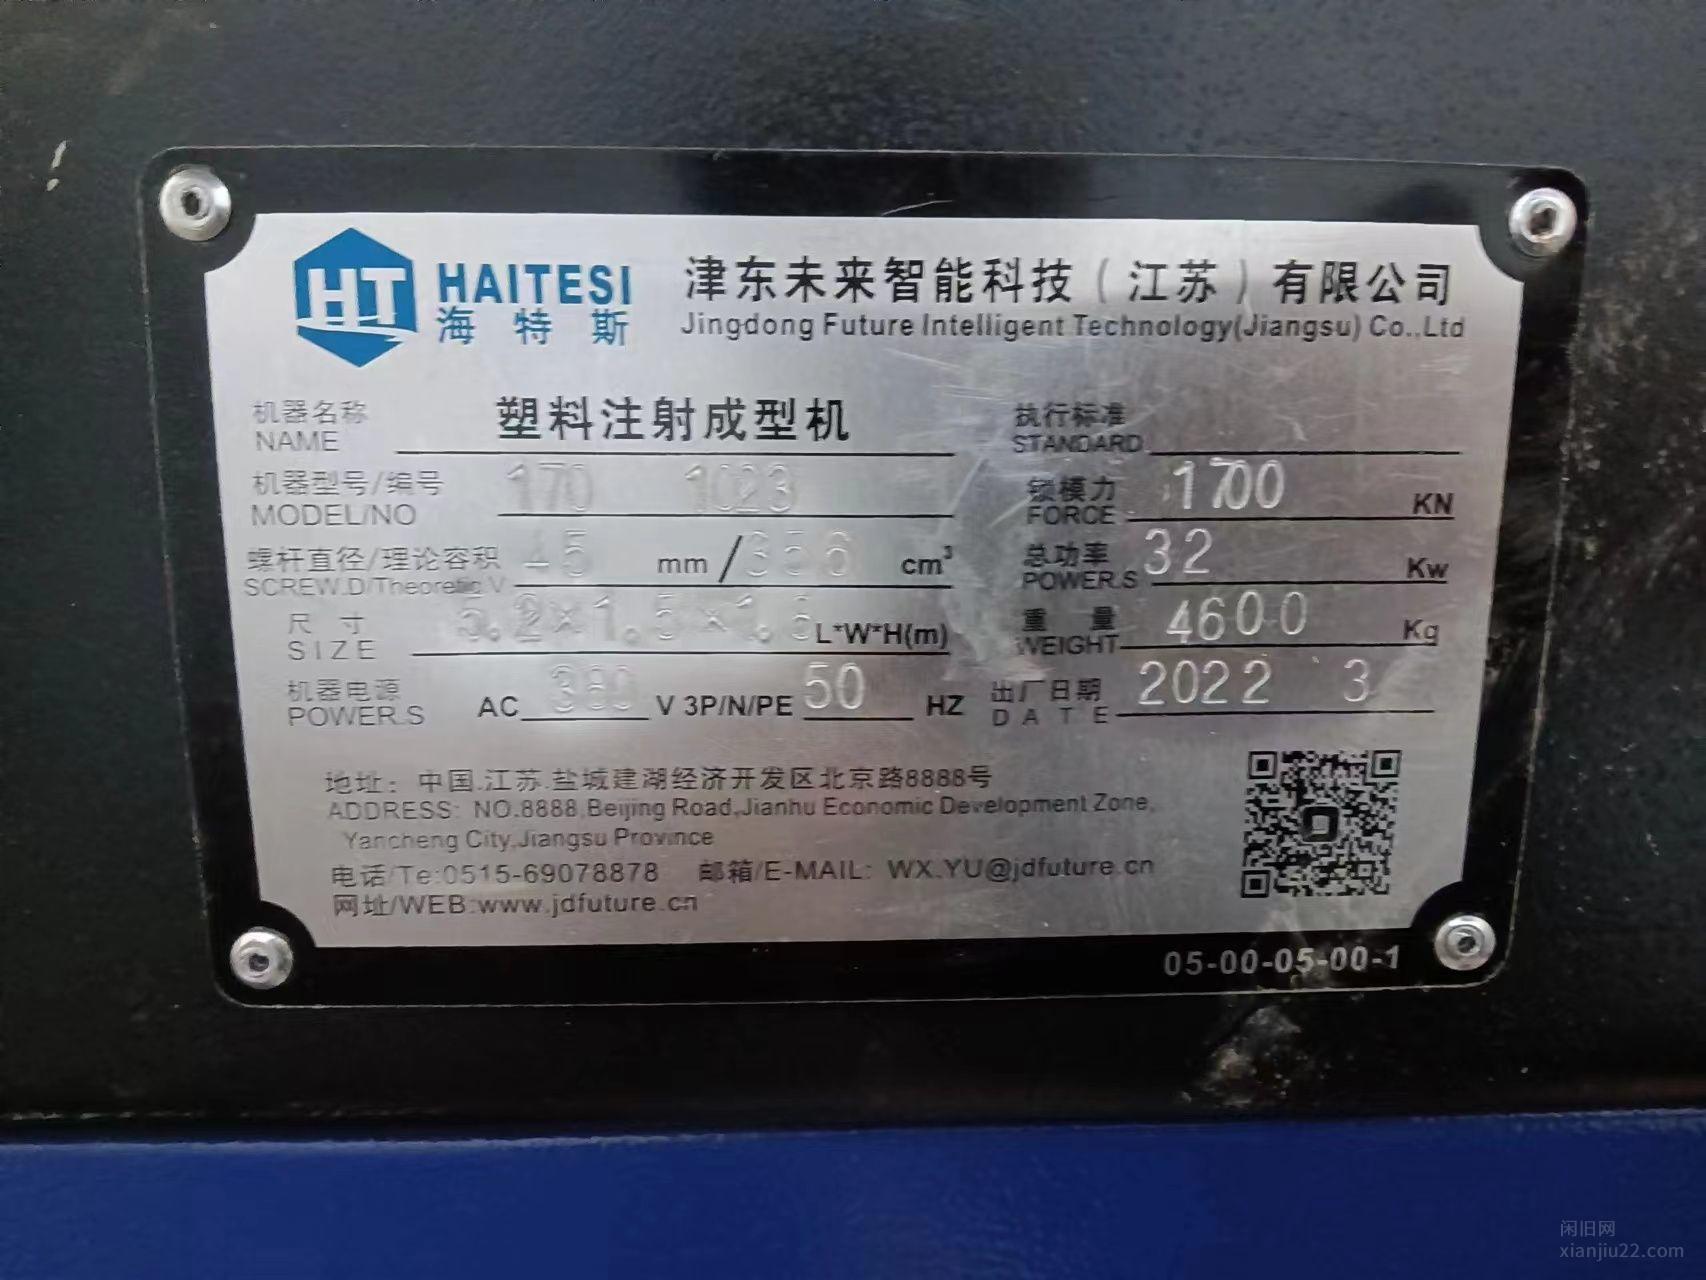 HT HAITESI 津东未来智能科技(江苏)有限公司
海特斯 Jingdong Future Intelligent Technology(Jiangsu) Co.,Ltd
机器名称 塑料注射成型机 执行标准
NAME STANDARD
机器型号/编号 170 1023 锁模力 1700 KN
MODEL/NO FORCE
螺杆直径/理论容积 45 mm/356 cm³ 总功率 32 Kw
SCREW.D/Theoretic V POWER.S
尺寸 5.2×1.5×1.6 L*W*H(m) 重量 4600 Kg
SIZE WEIGHT
机器电源 AC 380 V 3P/N/PE 50 HZ 出厂日期 2022 3
POWER.S DATE
地址:中国.江苏.盐城建湖经济开发区北京路8888号
ADDRESS: NO.8888,Beijing Road,Jianhu Economic Development Zone,
Yancheng City,Jiangsu Province
电话/Te:0515-69078878 邮箱/E-MAIL: WX.YU@jdfuture.cn
网址/WEB:www.jdfuture.cn
05-00-05-00-1
闲旧网
xianjiu22.com